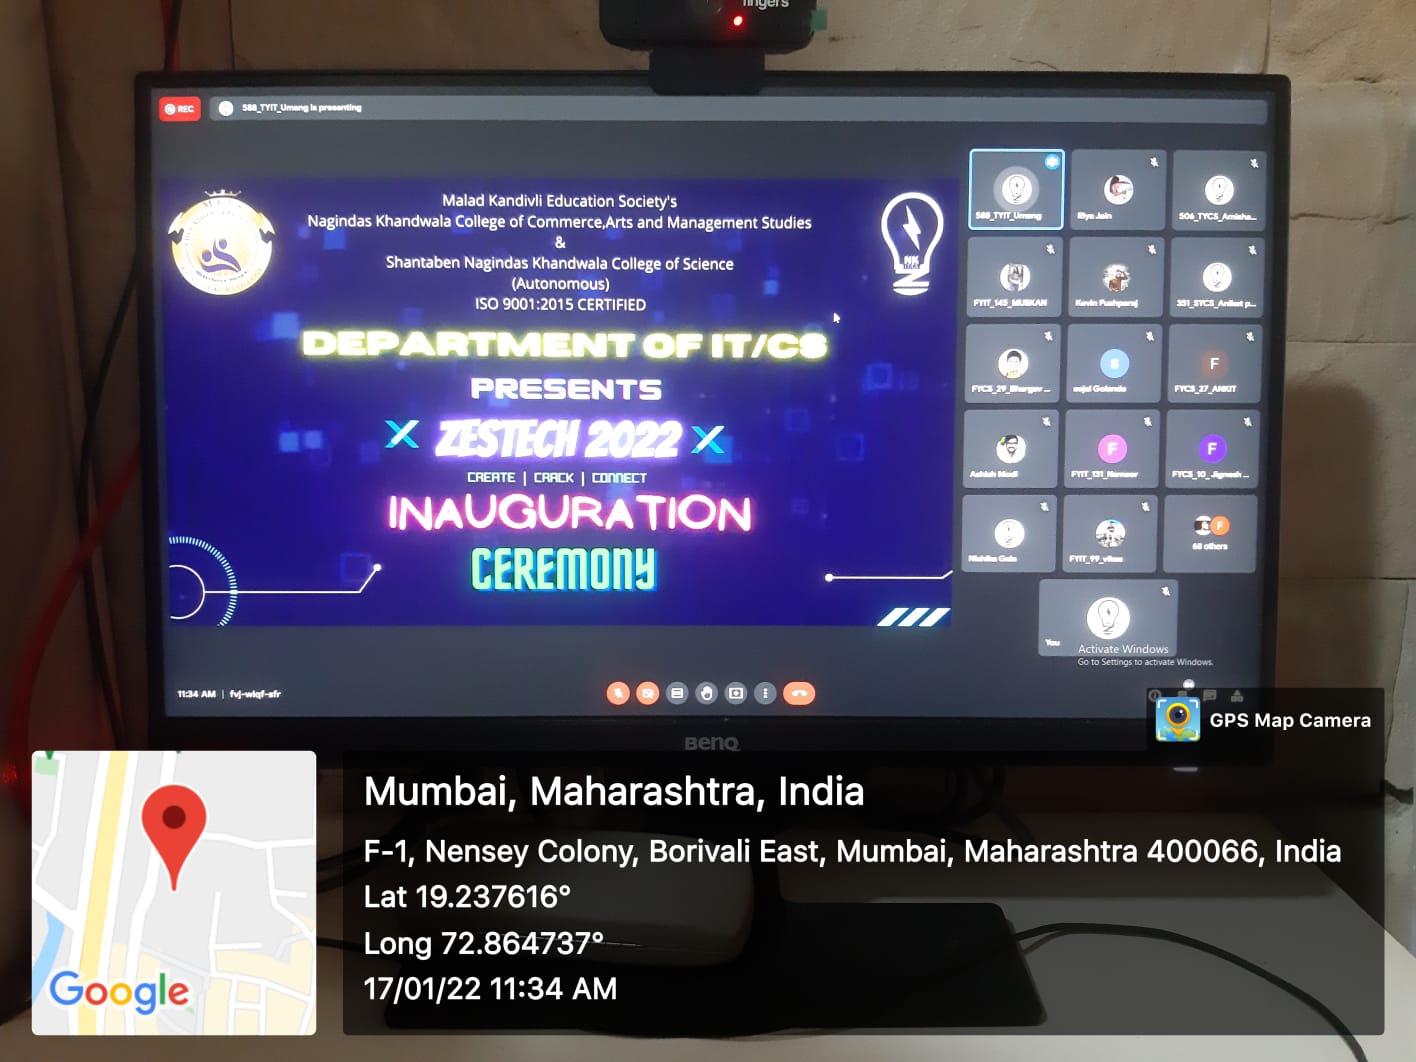 fingers
REC
588_TYIT_Umang is presenting
Malad Kandivli Education Society's
Nagindas Khandwala College of Commerce,Arts and Management Studies
&
Shantaben Nagindas Khandwala College of Science
(Autonomous)
ISO 9001:2015 CERTIFIED
DEPARTMENT OF IT/CS
PRESENTS
X ZESTECH 2022 X
CREATE | CRACK | CONNECT
INAUGURATION
CEREMONY
NK
588_TYIT_Umang
Riya Jain
506_TYCS_Amisha...
FYIT_145_MUSKAN
Kevin Pushparaj
351_SYCS_Aniket p...
FYCS_29_Bhargav ...
S
F
FYCS_27_ANKIT
Ashish Modi
F
FYIT_131_Rameer
F
FYCS_10_Jignesh ...
Nishika Gala
FYIT_99_vikas
F
68 others
You
Activate Windows
Go to Settings to activate Windows.
11:34 AM | fvj-wiqf-sfr
BenQ
GPS Map Camera
Google
Mumbai, Maharashtra, India
F-1, Nensey Colony, Borivali East, Mumbai, Maharashtra 400066, India
Lat 19.237616°
Long 72.864737°
17/01/22 11:34 AM